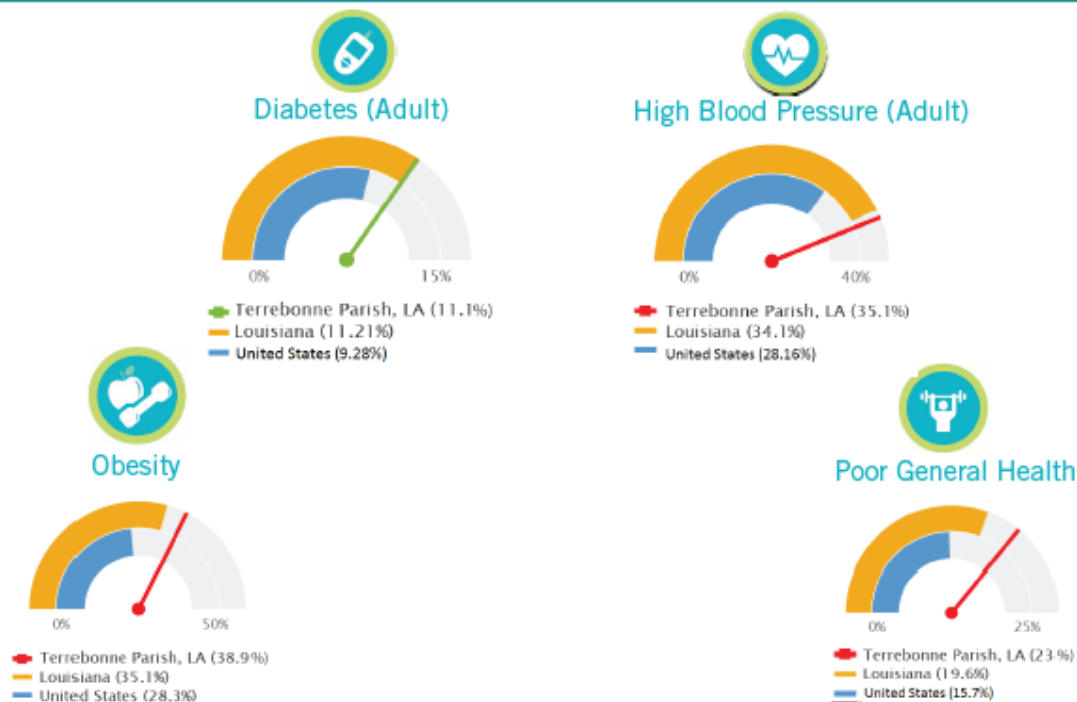 Diabetes (Adult)
0% 15%
Terrebonne Parish, LA (11.1%)
Louisiana (11.21%)
United States (9.28%)
High Blood Pressure (Adult)
0% 40%
Terrebonne Parish, LA (35.1%)
Louisiana (34.1%)
United States (28.16%)
Obesity
0% 50%
Terrebonne Parish, LA (38.9%)
Louisiana (35.1%)
United States (28.3%)
Poor General Health
0% 25%
Terrebonne Parish, LA (23 %)
Louisiana (19.6%)
United States (15.7%)